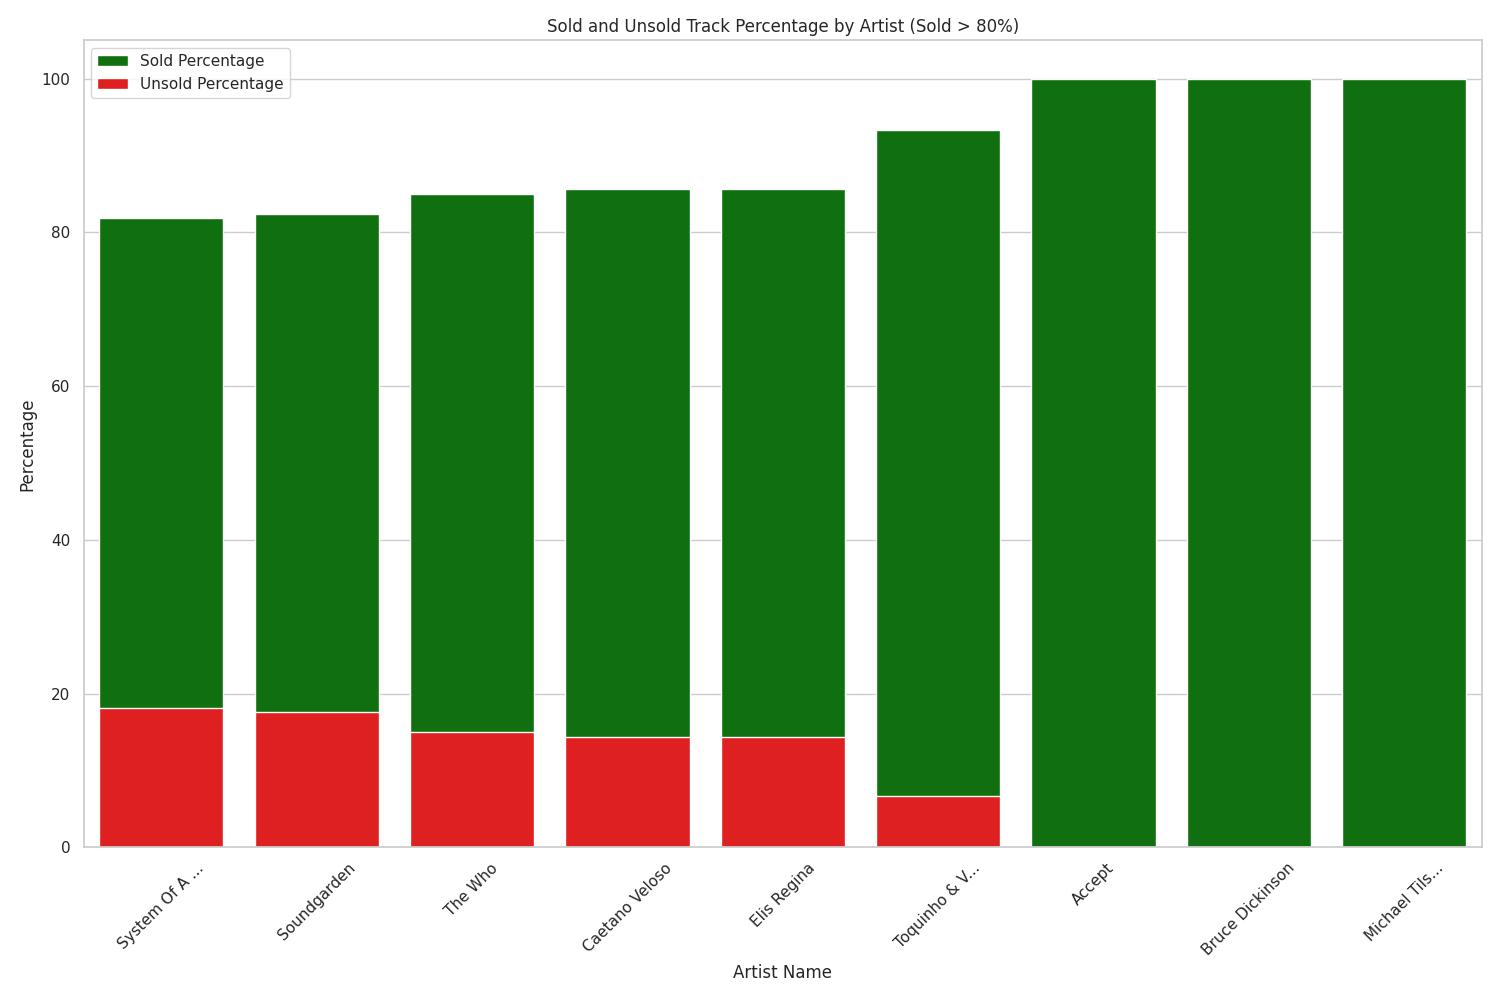 Sold and Unsold Track Percentage by Artist (Sold > 80%)
Sold Percentage
Unsold Percentage
100
80
60
40
20
0
Percentage
System Of A ...
Soundgarden
The Who
Caetano Veloso
Elis Regina
Toquinho & V...
Accept
Bruce Dickinson
Michael Tils...
Artist Name